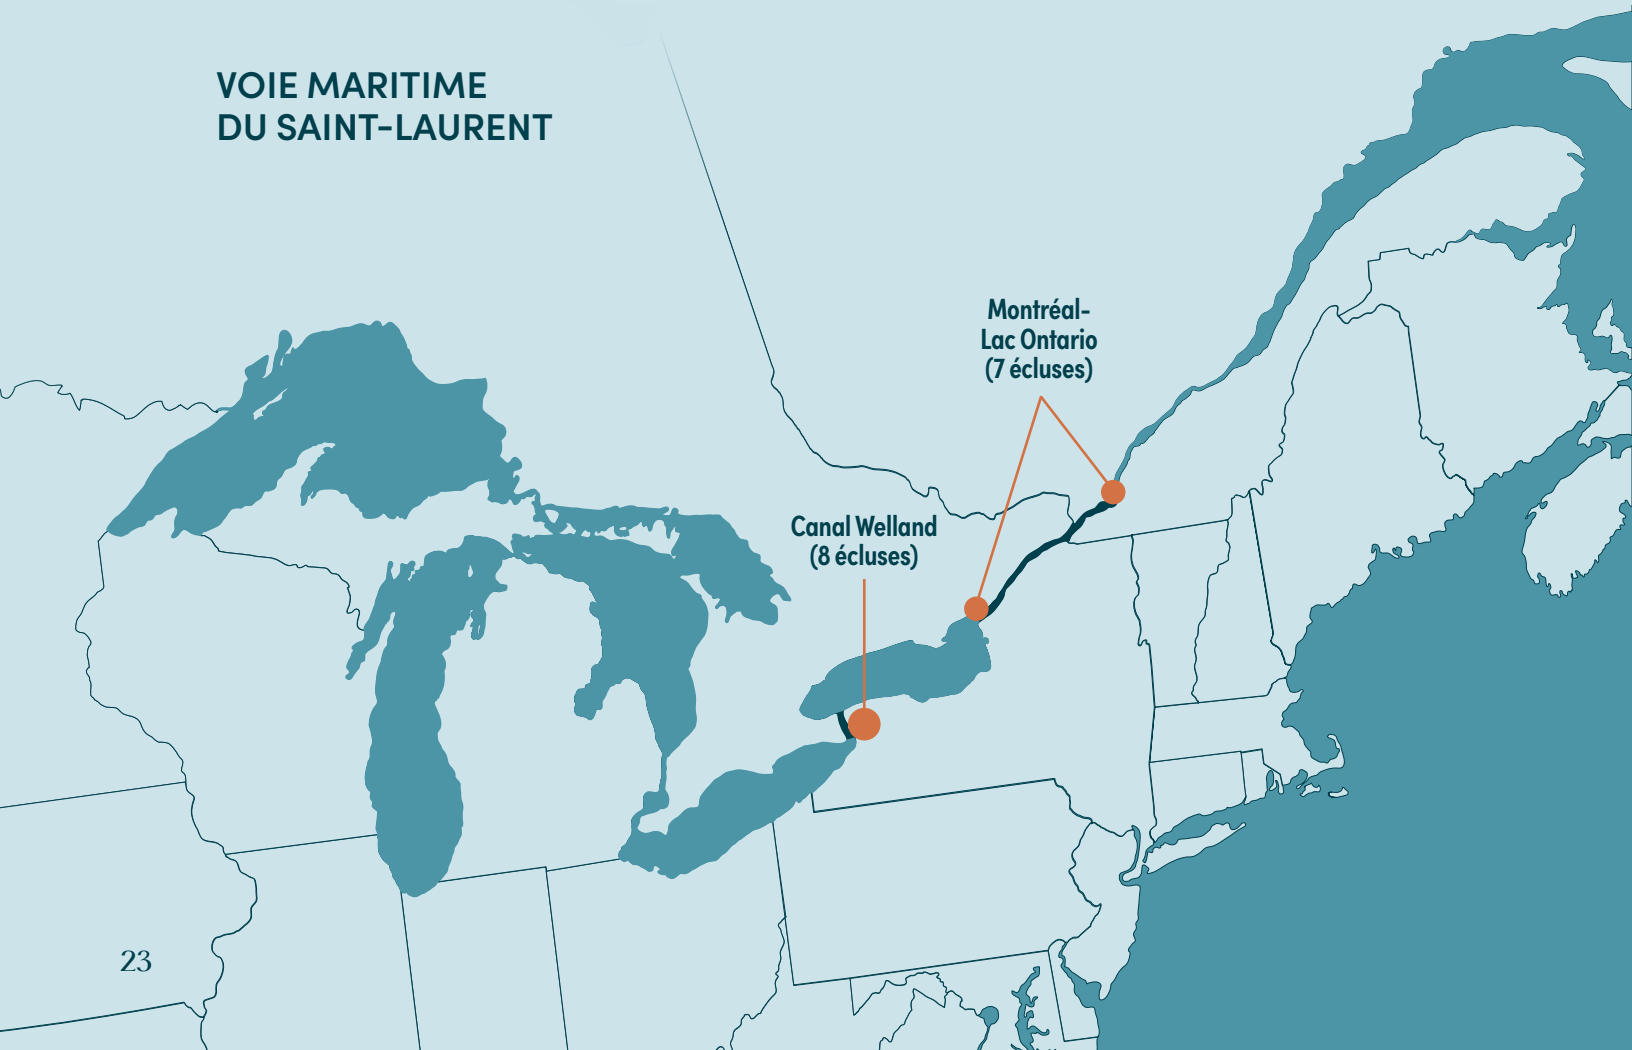 VOIE MARITIME
DU SAINT-LAURENT
Montréal-
Lac Ontario
(7 écluses)
Canal Welland
(8 écluses)
23